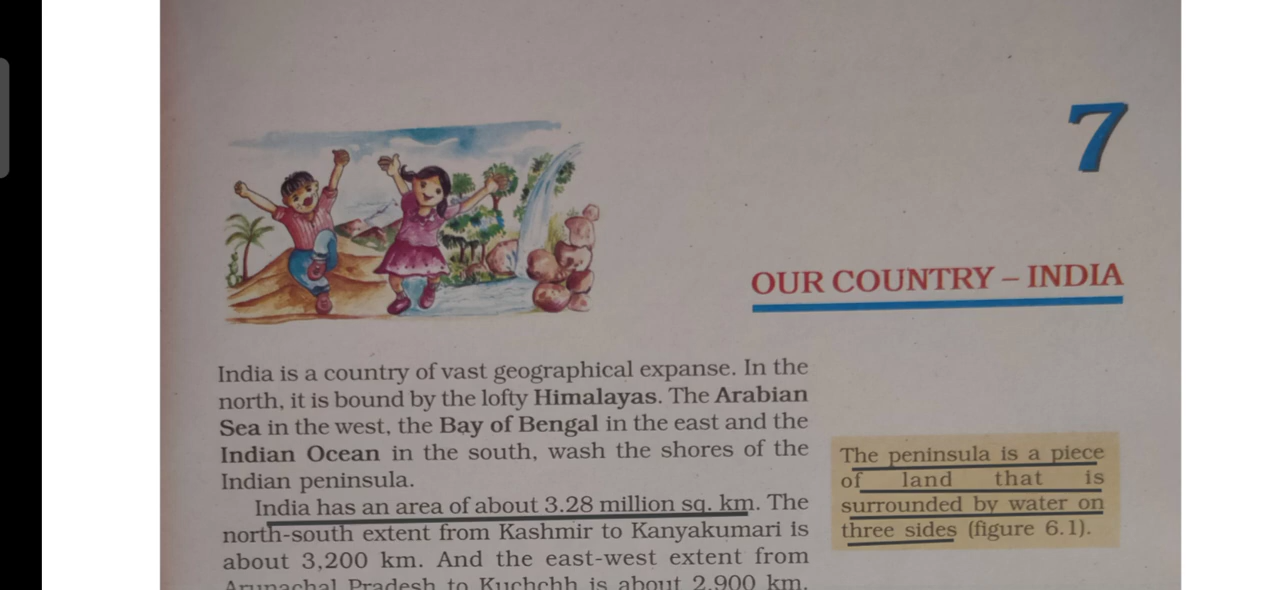 7
OUR COUNTRY – INDIA
India is a country of vast geographical expanse. In the
north, it is bound by the lofty Himalayas. The Arabian
Sea in the west, the Bay of Bengal in the east and the
Indian Ocean in the south, wash the shores of the
Indian peninsula.
India has an area of about 3.28 million sq. km. The
north-south extent from Kashmir to Kanyakumari is
about 3,200 km. And the east-west extent from
Arunachal Pradesh to Kuchchh is about 2,900 km.
The peninsula is a piece
of land that is
surrounded by water on
three sides (figure 6.1).